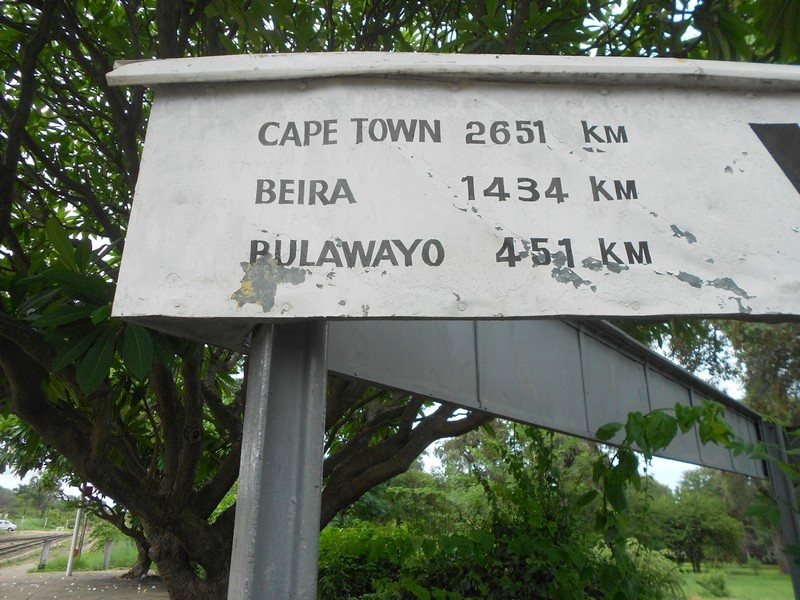 CAPE TOWN 2651 KM
BEIRA 1434 KM
BULAWAYO 451 KM